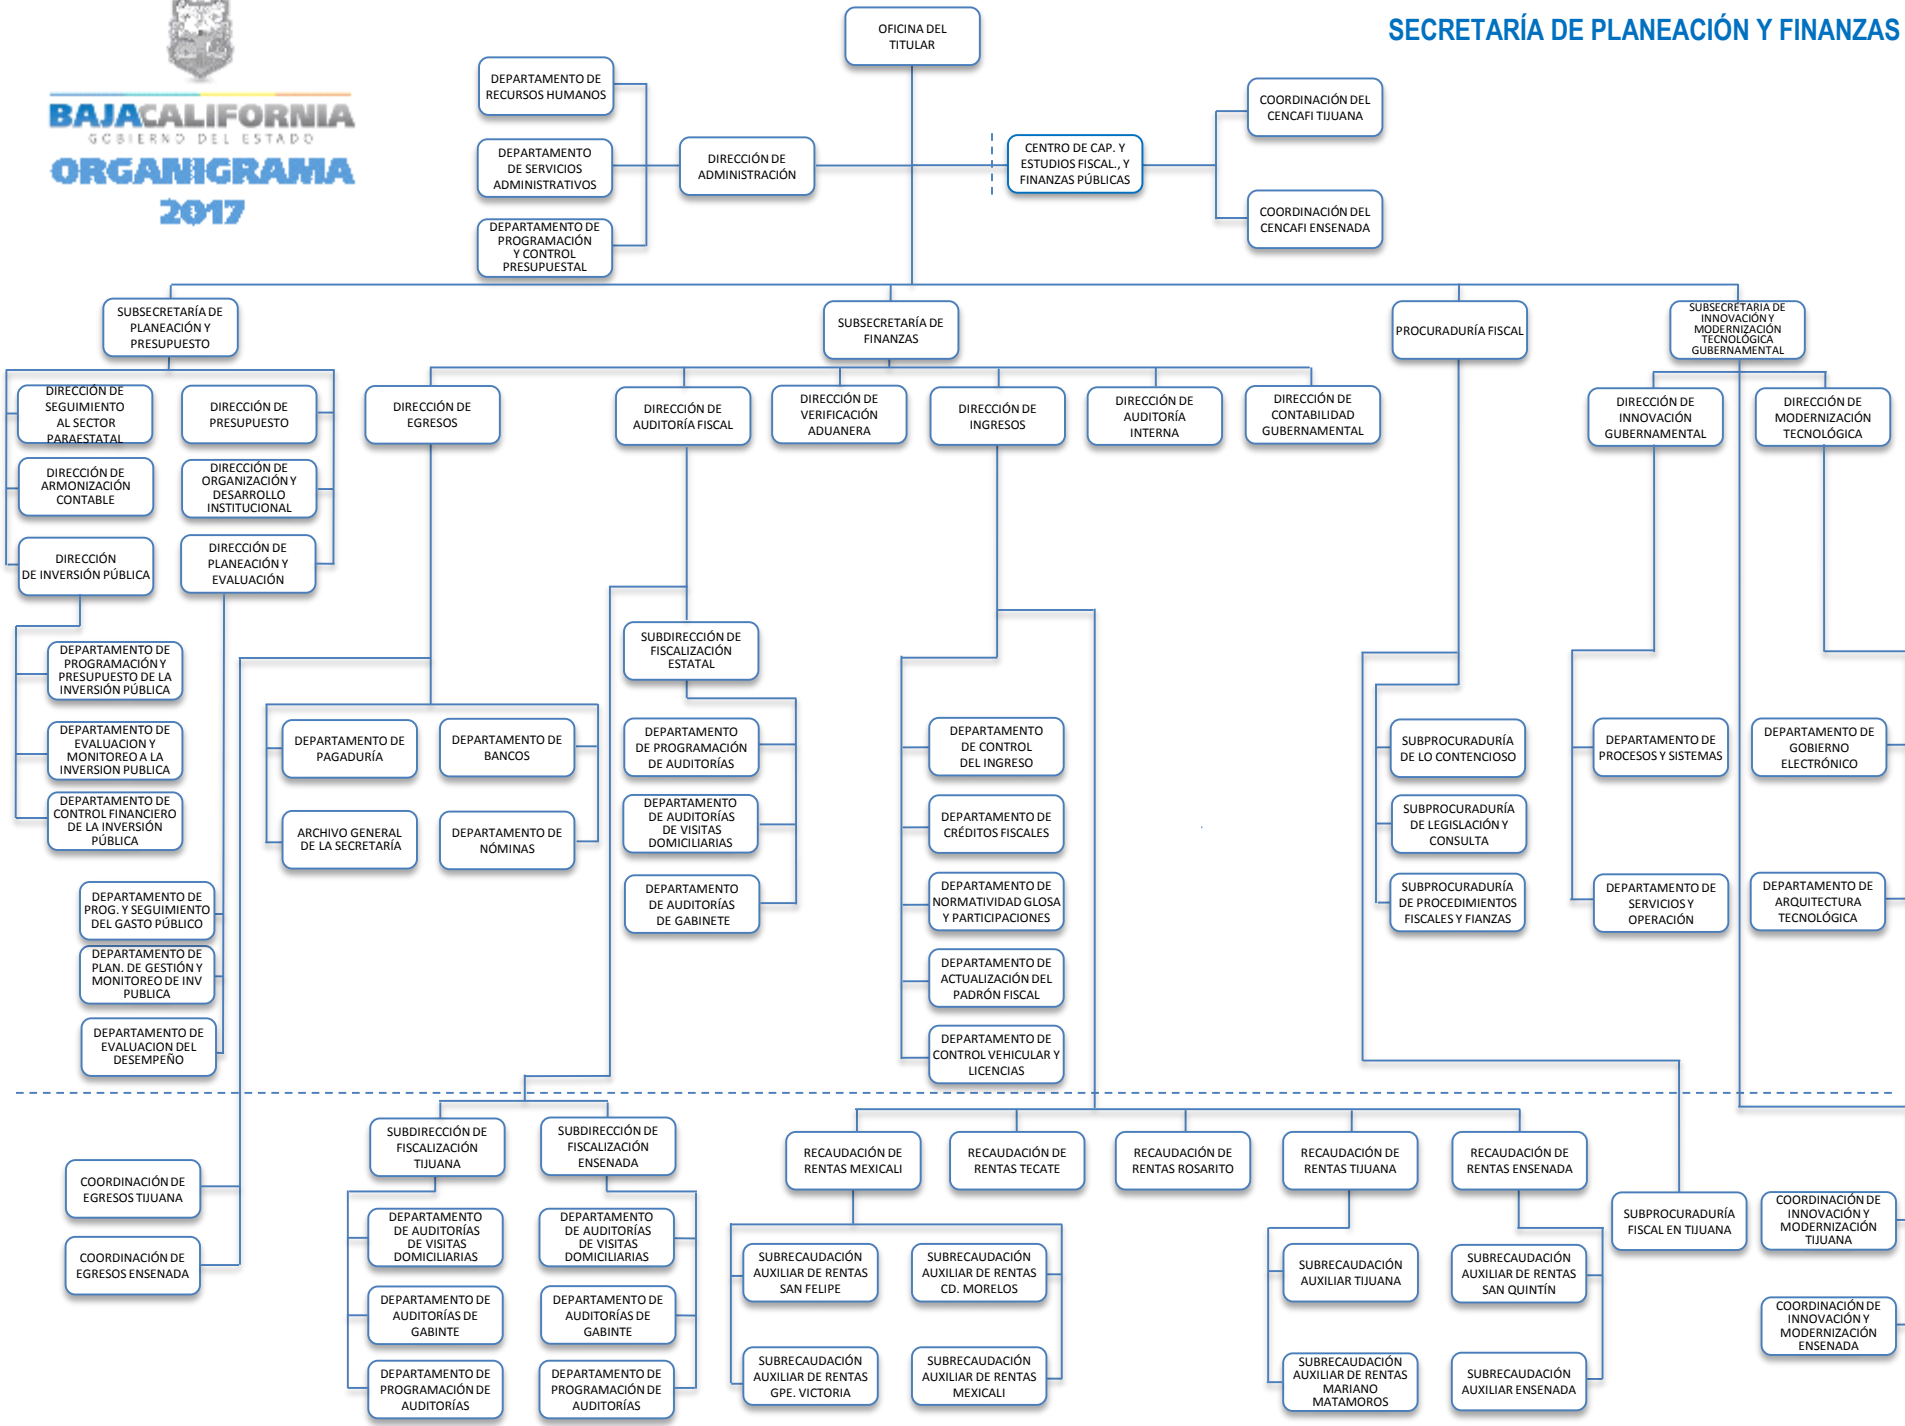 SECRETARÍA DE PLANEACIÓN Y FINANZAS
BAJACALIFORNIA
GOBIERNO DEL ESTADO
ORGANIGRAMA
2017
OFICINA DEL
TITULAR
DEPARTAMENTO DE
RECURSOS HUMANOS
DEPARTAMENTO
DE SERVICIOS
ADMINISTRATIVOS
DEPARTAMENTO DE
PROGRAMACIÓN
Y CONTROL
PRESUPUESTAL
DIRECCIÓN DE
ADMINISTRACIÓN
CENTRO DE CAP. Y
ESTUDIOS FISCAL., Y
FINANZAS PÚBLICAS
COORDINACIÓN DEL
CENCAFI TIJUANA
COORDINACIÓN DEL
CENCAFI ENSENADA
SUBSECRETARÍA DE
PLANEACIÓN Y
PRESUPUESTO
SUBSECRETARÍA DE
FINANZAS
PROCURADURÍA FISCAL
SUBSECRETARIA DE
INNOVACIÓN Y
MODERNIZACIÓN
TECNOLÓGICA
GUBERNAMENTAL
DIRECCIÓN DE
SEGUIMIENTO
AL SECTOR
PARAESTATAL
DIRECCIÓN DE
PRESUPUESTO
DIRECCIÓN DE
ARMONIZACIÓN
CONTABLE
DIRECCIÓN DE
ORGANIZACIÓN Y
DESARROLLO
INSTITUCIONAL
DIRECCIÓN
DE INVERSIÓN PÚBLICA
DIRECCIÓN DE
PLANEACIÓN Y
EVALUACIÓN
DIRECCIÓN DE
EGRESOS
DIRECCIÓN DE
AUDITORÍA FISCAL
DIRECCIÓN DE
VERIFICACIÓN
ADUANERA
DIRECCIÓN DE
INGRESOS
DIRECCIÓN DE
AUDITORÍA
INTERNA
DIRECCIÓN DE
CONTABILIDAD
GUBERNAMENTAL
DIRECCIÓN DE
INNOVACIÓN
GUBERNAMENTAL
DIRECCIÓN DE
MODERNIZACIÓN
TECNOLÓGICA
DEPARTAMENTO DE
PROGRAMACIÓN Y
PRESUPUESTO DE LA
INVERSIÓN PÚBLICA
DEPARTAMENTO DE
EVALUACION Y
MONITOREO A LA
INVERSION PUBLICA
DEPARTAMENTO DE
CONTROL FINANCIERO
DE LA INVERSIÓN
PÚBLICA
DEPARTAMENTO DE
PROG. Y SEGUIMIENTO
DEL GASTO PÚBLICO
DEPARTAMENTO DE
PLAN. DE GESTIÓN Y
MONITOREO DE INV
PUBLICA
DEPARTAMENTO DE
EVALUACION DEL
DESEMPEÑO
DEPARTAMENTO DE
PAGADURÍA
DEPARTAMENTO DE
BANCOS
ARCHIVO GENERAL
DE LA SECRETARÍA
DEPARTAMENTO DE
NÓMINAS
SUBDIRECCIÓN DE
FISCALIZACIÓN
ESTATAL
DEPARTAMENTO
DE PROGRAMACIÓN
DE AUDITORÍAS
DEPARTAMENTO
DE AUDITORÍAS
DE VISITAS
DOMICILIARIAS
DEPARTAMENTO
DE AUDITORÍAS
DE GABINETE
DEPARTAMENTO
DE CONTROL
DEL INGRESO
DEPARTAMENTO DE
CRÉDITOS FISCALES
DEPARTAMENTO DE
NORMATIVIDAD GLOSA
Y PARTICIPACIONES
DEPARTAMENTO DE
ACTUALIZACIÓN DEL
PADRÓN FISCAL
DEPARTAMENTO DE
CONTROL VEHICULAR Y
LICENCIAS
SUBPROCURADURÍA
DE LO CONTENCIOSO
SUBPROCURADURÍA
DE LEGISLACIÓN Y
CONSULTA
SUBPROCURADURÍA
DE PROCEDIMIENTOS
FISCALES Y FIANZAS
DEPARTAMENTO DE
PROCESOS Y SISTEMAS
DEPARTAMENTO DE
SERVICIOS Y
OPERACIÓN
DEPARTAMENTO DE
GOBIERNO
ELECTRÓNICO
DEPARTAMENTO DE
ARQUITECTURA
TECNOLÓGICA
COORDINACIÓN DE
EGRESOS TIJUANA
COORDINACIÓN DE
EGRESOS ENSENADA
SUBDIRECCIÓN DE
FISCALIZACIÓN
TIJUANA
SUBDIRECCIÓN DE
FISCALIZACIÓN
ENSENADA
DEPARTAMENTO
DE AUDITORÍAS
DE VISITAS
DOMICILIARIAS
DEPARTAMENTO
DE AUDITORÍAS
DE VISITAS
DOMICILIARIAS
DEPARTAMENTO DE
AUDITORÍAS DE
GABINTE
DEPARTAMENTO DE
AUDITORÍAS DE
GABINTE
DEPARTAMENTO DE
PROGRAMACIÓN DE
AUDITORÍAS
DEPARTAMENTO DE
PROGRAMACIÓN DE
AUDITORÍAS
RECAUDACIÓN DE
RENTAS MEXICALI
RECAUDACIÓN DE
RENTAS TECATE
RECAUDACIÓN DE
RENTAS ROSARITO
RECAUDACIÓN DE
RENTAS TIJUANA
RECAUDACIÓN DE
RENTAS ENSENADA
SUBRECAUDACIÓN
AUXILIAR DE RENTAS
SAN FELIPE
SUBRECAUDACIÓN
AUXILIAR DE RENTAS
CD. MORELOS
SUBRECAUDACIÓN
AUXILIAR DE RENTAS
GPE. VICTORIA
SUBRECAUDACIÓN
AUXILIAR DE RENTAS
MEXICALI
SUBRECAUDACIÓN
AUXILIAR TIJUANA
SUBRECAUDACIÓN
AUXILIAR DE RENTAS
MARIANO
MATAMOROS
SUBRECAUDACIÓN
AUXILIAR DE RENTAS
SAN QUINTÍN
SUBRECAUDACIÓN
AUXILIAR ENSENADA
SUBPROCURADURÍA
FISCAL EN TIJUANA
COORDINACIÓN DE
INNOVACIÓN Y
MODERNIZACIÓN
TIJUANA
COORDINACIÓN DE
INNOVACIÓN Y
MODERNIZACIÓN
ENSENADA